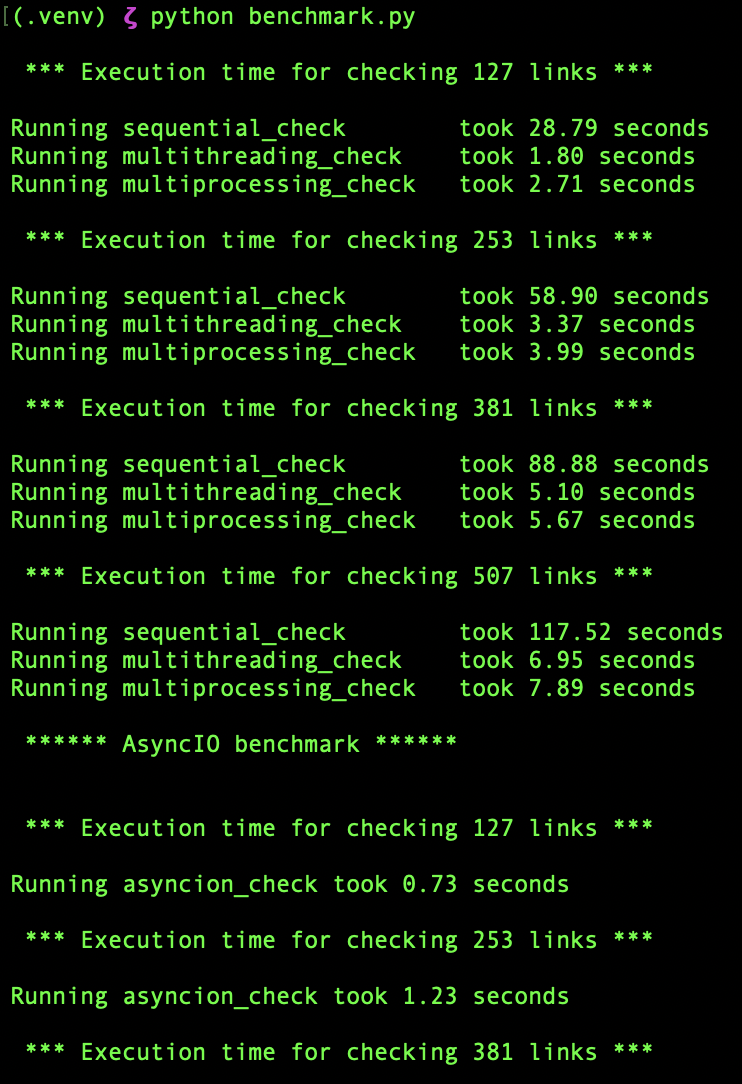 [(.venv) ζ python benchmark.py
*** Execution time for checking 127 links ***
Running sequential_check took 28.79 seconds
Running multithreading_check took 1.80 seconds
Running multiprocessing_check took 2.71 seconds
*** Execution time for checking 253 links ***
Running sequential_check took 58.90 seconds
Running multithreading_check took 3.37 seconds
Running multiprocessing_check took 3.99 seconds
*** Execution time for checking 381 links ***
Running sequential_check took 88.88 seconds
Running multithreading_check took 5.10 seconds
Running multiprocessing_check took 5.67 seconds
*** Execution time for checking 507 links ***
Running sequential_check took 117.52 seconds
Running multithreading_check took 6.95 seconds
Running multiprocessing_check took 7.89 seconds
****** AsyncIO benchmark ******
*** Execution time for checking 127 links ***
Running asyncion_check took 0.73 seconds
*** Execution time for checking 253 links ***
Running asyncion_check took 1.23 seconds
*** Execution time for checking 381 links ***